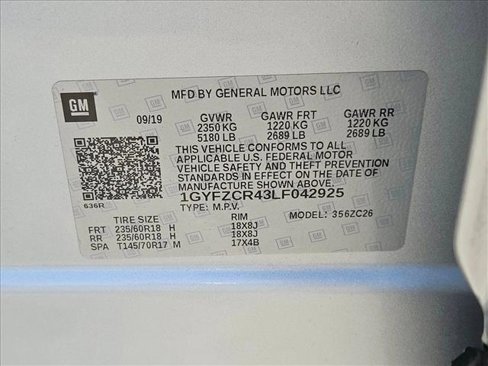 MFD BY GENERAL MOTORS LLC
GM
09/19 GVWR GAWR FRT GAWR RR
2350 KG 1220 KG 1220 KG
5180 LB 2689 LB 2689 LB
THIS VEHICLE CONFORMS TO ALL
APPLICABLE U.S. FEDERAL MOTOR
VEHICLE SAFETY AND THEFT PREVENTION
STANDARDS IN EFFECT ON THE DATE OF
MANUFACTURE SHOWN ABOVE.
1GYFZCR43LF042925
636R TYPE: M.P.V. MODEL: 356ZC26
TIRE SIZE RIM
FRT 235/60R18 H 18X8J
RR 235/60R18 H 18X8J
SPA T145/70R17 M 17X4B